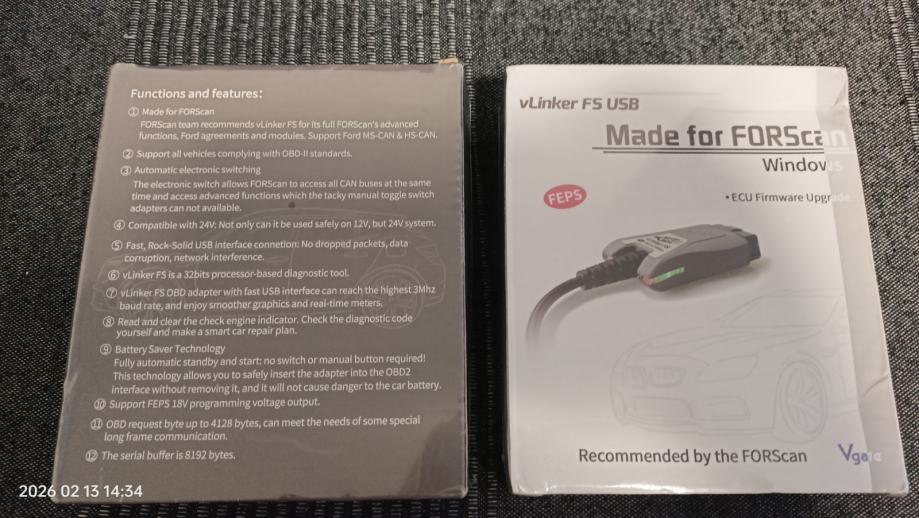 Functions and features:
① Made for FORScan
FORScan team recommends vLinker FS for its full FORScan's advanced
functions, Ford agreements and modules. Support Ford MS-CAN & HS-CAN.
② Support all vehicles complying with OBD-II standards.
③ Automatic electronic switching
The electronic switch allows FORScan to access all CAN buses at the same
time and access advanced functions which the tacky manual toggle switch
adapters can not available.
④ Compatible with 24V: Not only can it be used safely on 12V, but 24V system.
⑤ Fast, Rock-Solid USB interface connetion: No dropped packets, data
corruption, network interference.
⑥ vLinker FS is a 32bits processor-based diagnostic tool.
⑦ vLinker FS OBD adapter with fast USB interface can reach the highest 3Mhz
baud rate, and enjoy smoother graphics and real-time meters.
⑧ Read and clear the check engine indicator. Check the diagnostic code
yourself and make a smart car repair plan.
⑨ Battery Saver Technology
Fully automatic standby and start: no switch or manual button required!
This technology allows you to safely insert the adapter into the OBD2
interface without removing it, and it will not cause danger to the car battery.
⑩ Support FEPS 18V programming voltage output.
⑪ OBD request byte up to 4128 bytes, can meet the needs of some special
long frame communication.
⑫ The serial buffer is 8192 bytes.
vLinker FS USB
Made for FORScan
Windows
FEPS
• ECU Firmware Upgrade
Recommended by the FORScan
Vgate
2026 02 13 14:34